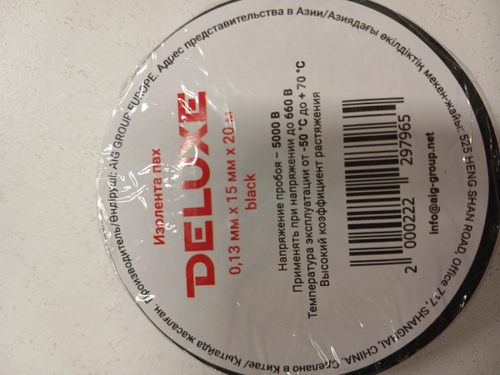 Изолента пвх
DELUXE
0,13 мм x 15 мм x 20 м
black
Напряжение пробоя – 5000 В
Применять при напряжении до 660 В
Температура эксплуатации от -50 °С до + 70 °С
Высокий коэффициент растяжения
2 000222 297965
info@aig-group.net
Производитель/Өндіруші: AIG GROUP EUROPE. Адрес представительства в Азии/Азиядағы өкілдіктің мекен-жайы: 525 HENG SHAN ROAD, Office 717, SHANGHAI, CHINA. Сделано в Китае/ Қытайда жасалған.